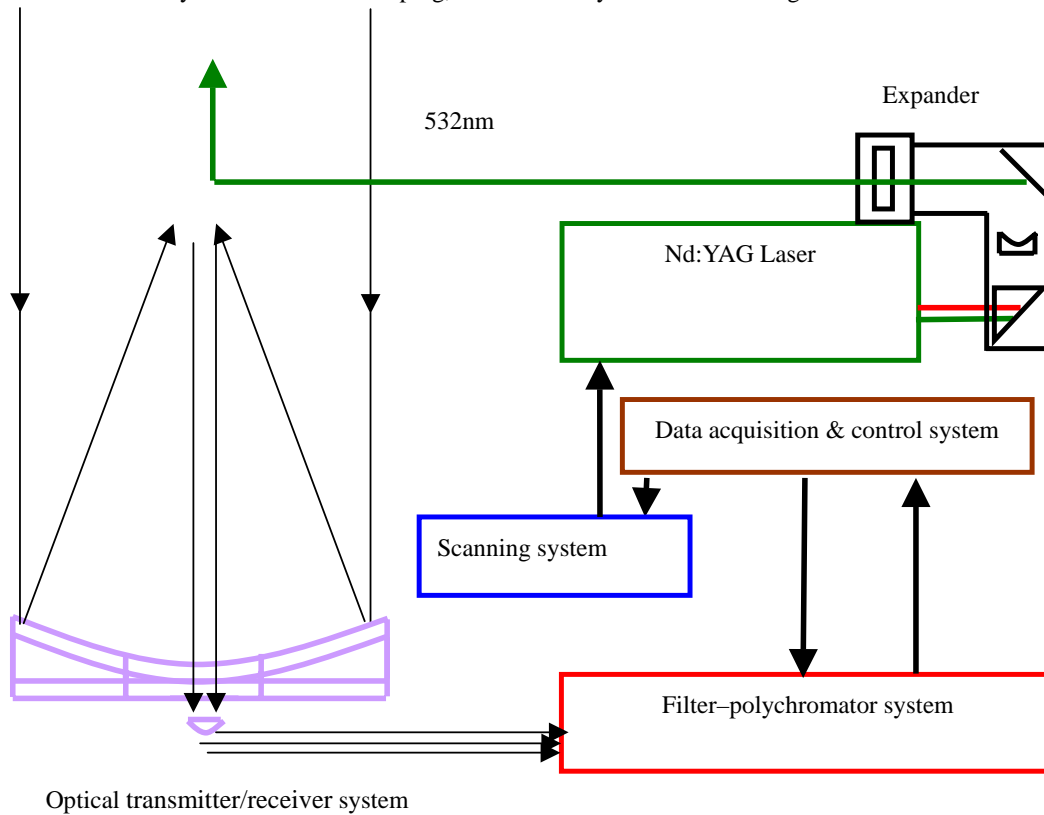 Expander
532nm
Nd:YAG Laser
Data acquisition & control system
Scanning system
Filter–polychromator system
Optical transmitter/receiver system